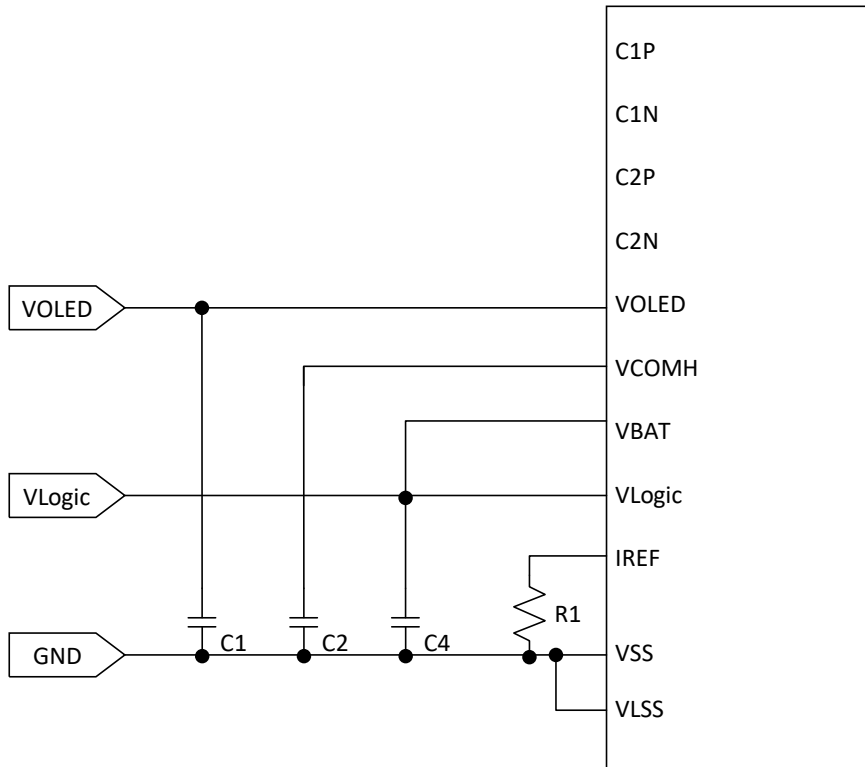 C1P
C1N
C2P
C2N
VOLED
VOLED
VCOMH
VBAT
VLogic
VLogic
IREF
R1
C1
C2
C4
GND
VSS
VLSS